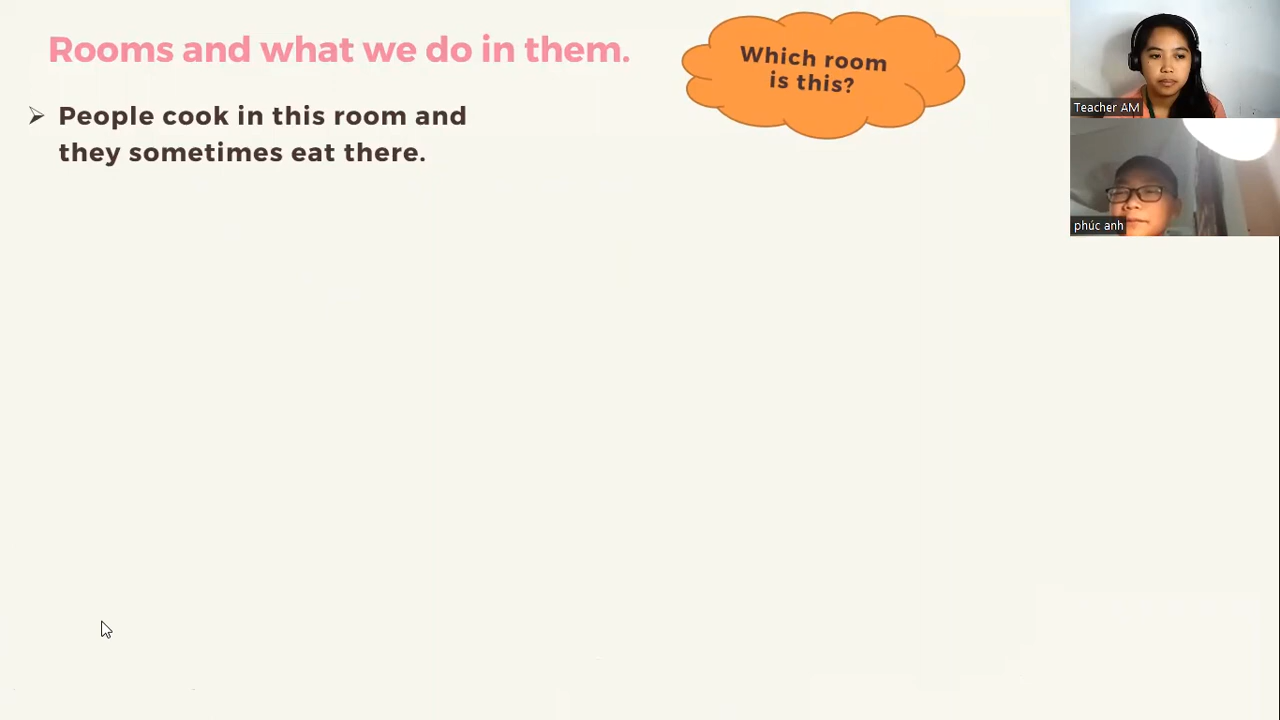 Rooms and what we do in them.
Which room
is this?
➢ People cook in this room and
they sometimes eat there.
Teacher AM
phúc anh